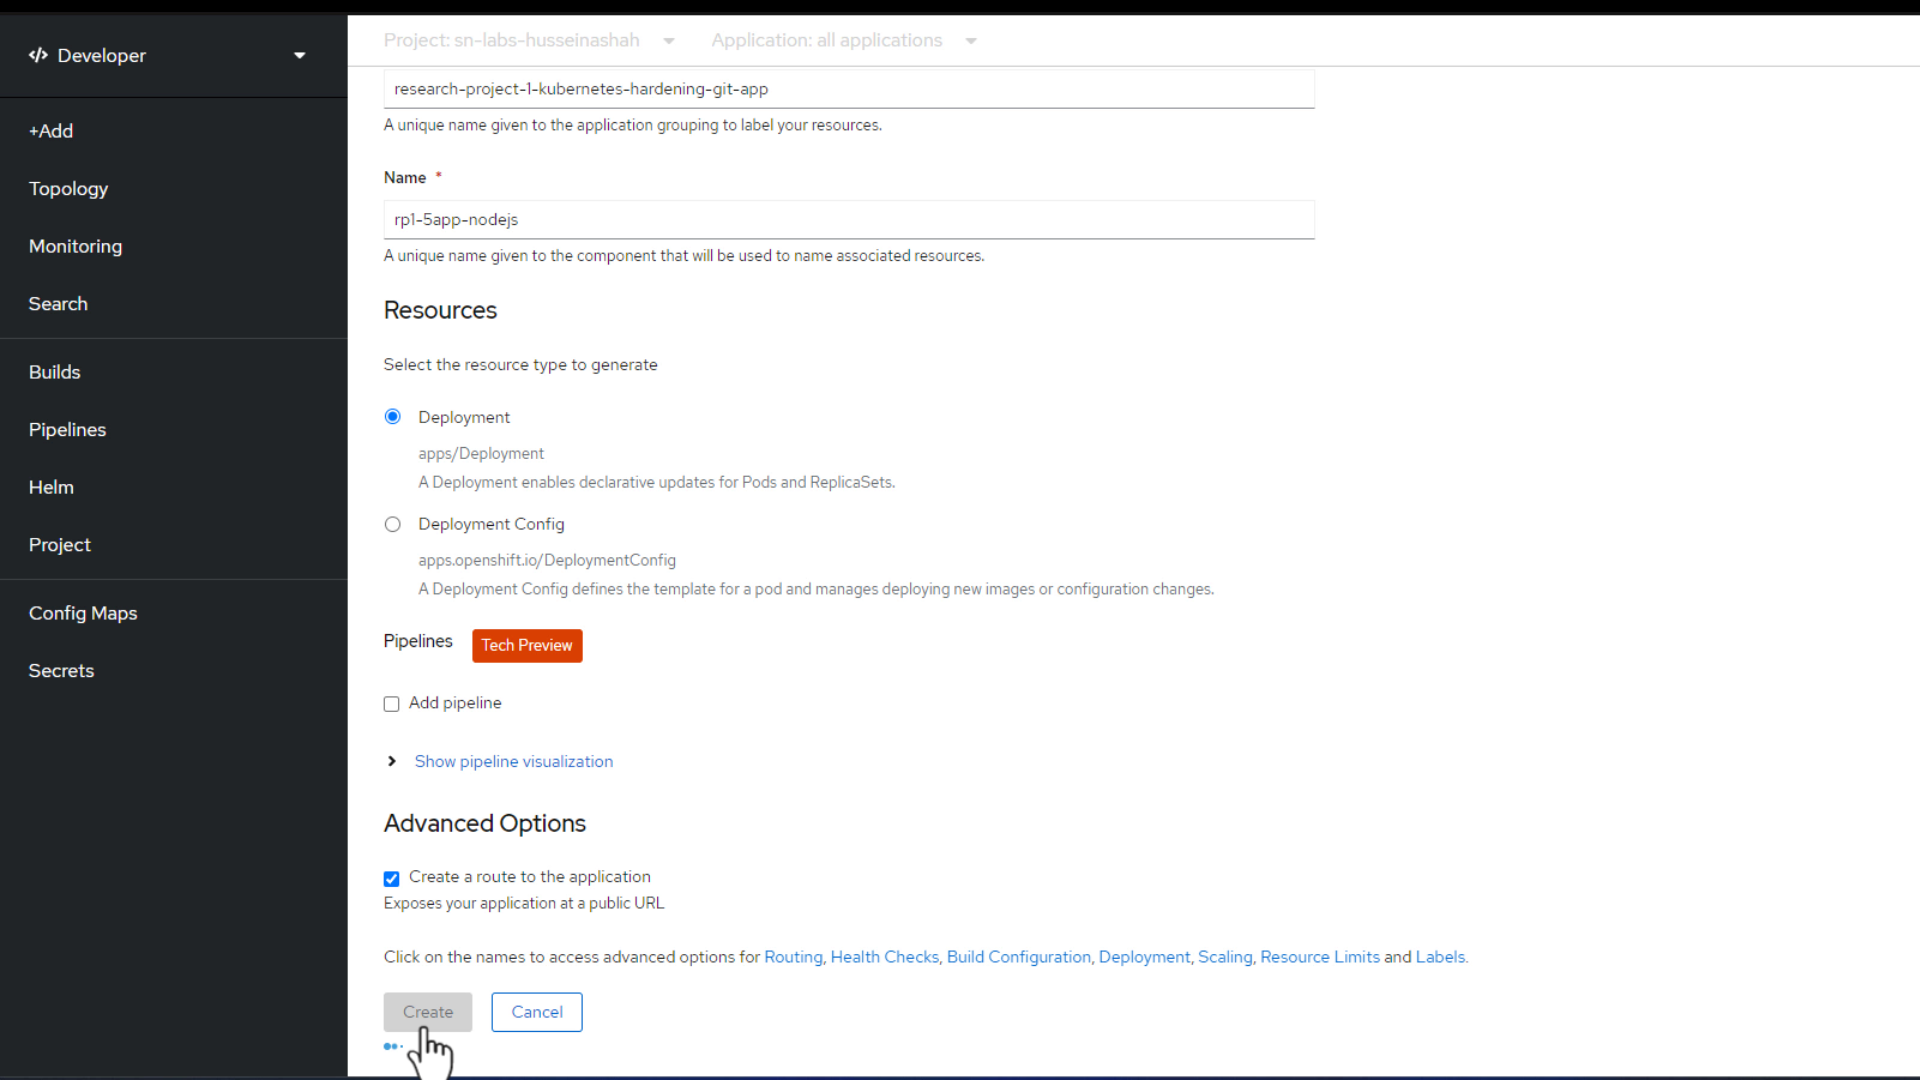 </> Developer
+Add
Topology
Monitoring
Search
Builds
Pipelines
Helm
Project
Config Maps
Secrets
Project: sn-labs-husseinashah
Application: all applications
research-project-1-kubernetes-hardening-git-app
A unique name given to the application grouping to label your resources.
Name *
rp1-5app-nodejs
A unique name given to the component that will be used to name associated resources.
Resources
Select the resource type to generate
Deployment
apps/Deployment
A Deployment enables declarative updates for Pods and ReplicaSets.
Deployment Config
apps.openshift.io/DeploymentConfig
A Deployment Config defines the template for a pod and manages deploying new images or configuration changes.
Pipelines Tech Preview
Add pipeline
Show pipeline visualization
Advanced Options
Create a route to the application
Exposes your application at a public URL
Click on the names to access advanced options for Routing, Health Checks, Build Configuration, Deployment, Scaling, Resource Limits and Labels.
Create
Cancel